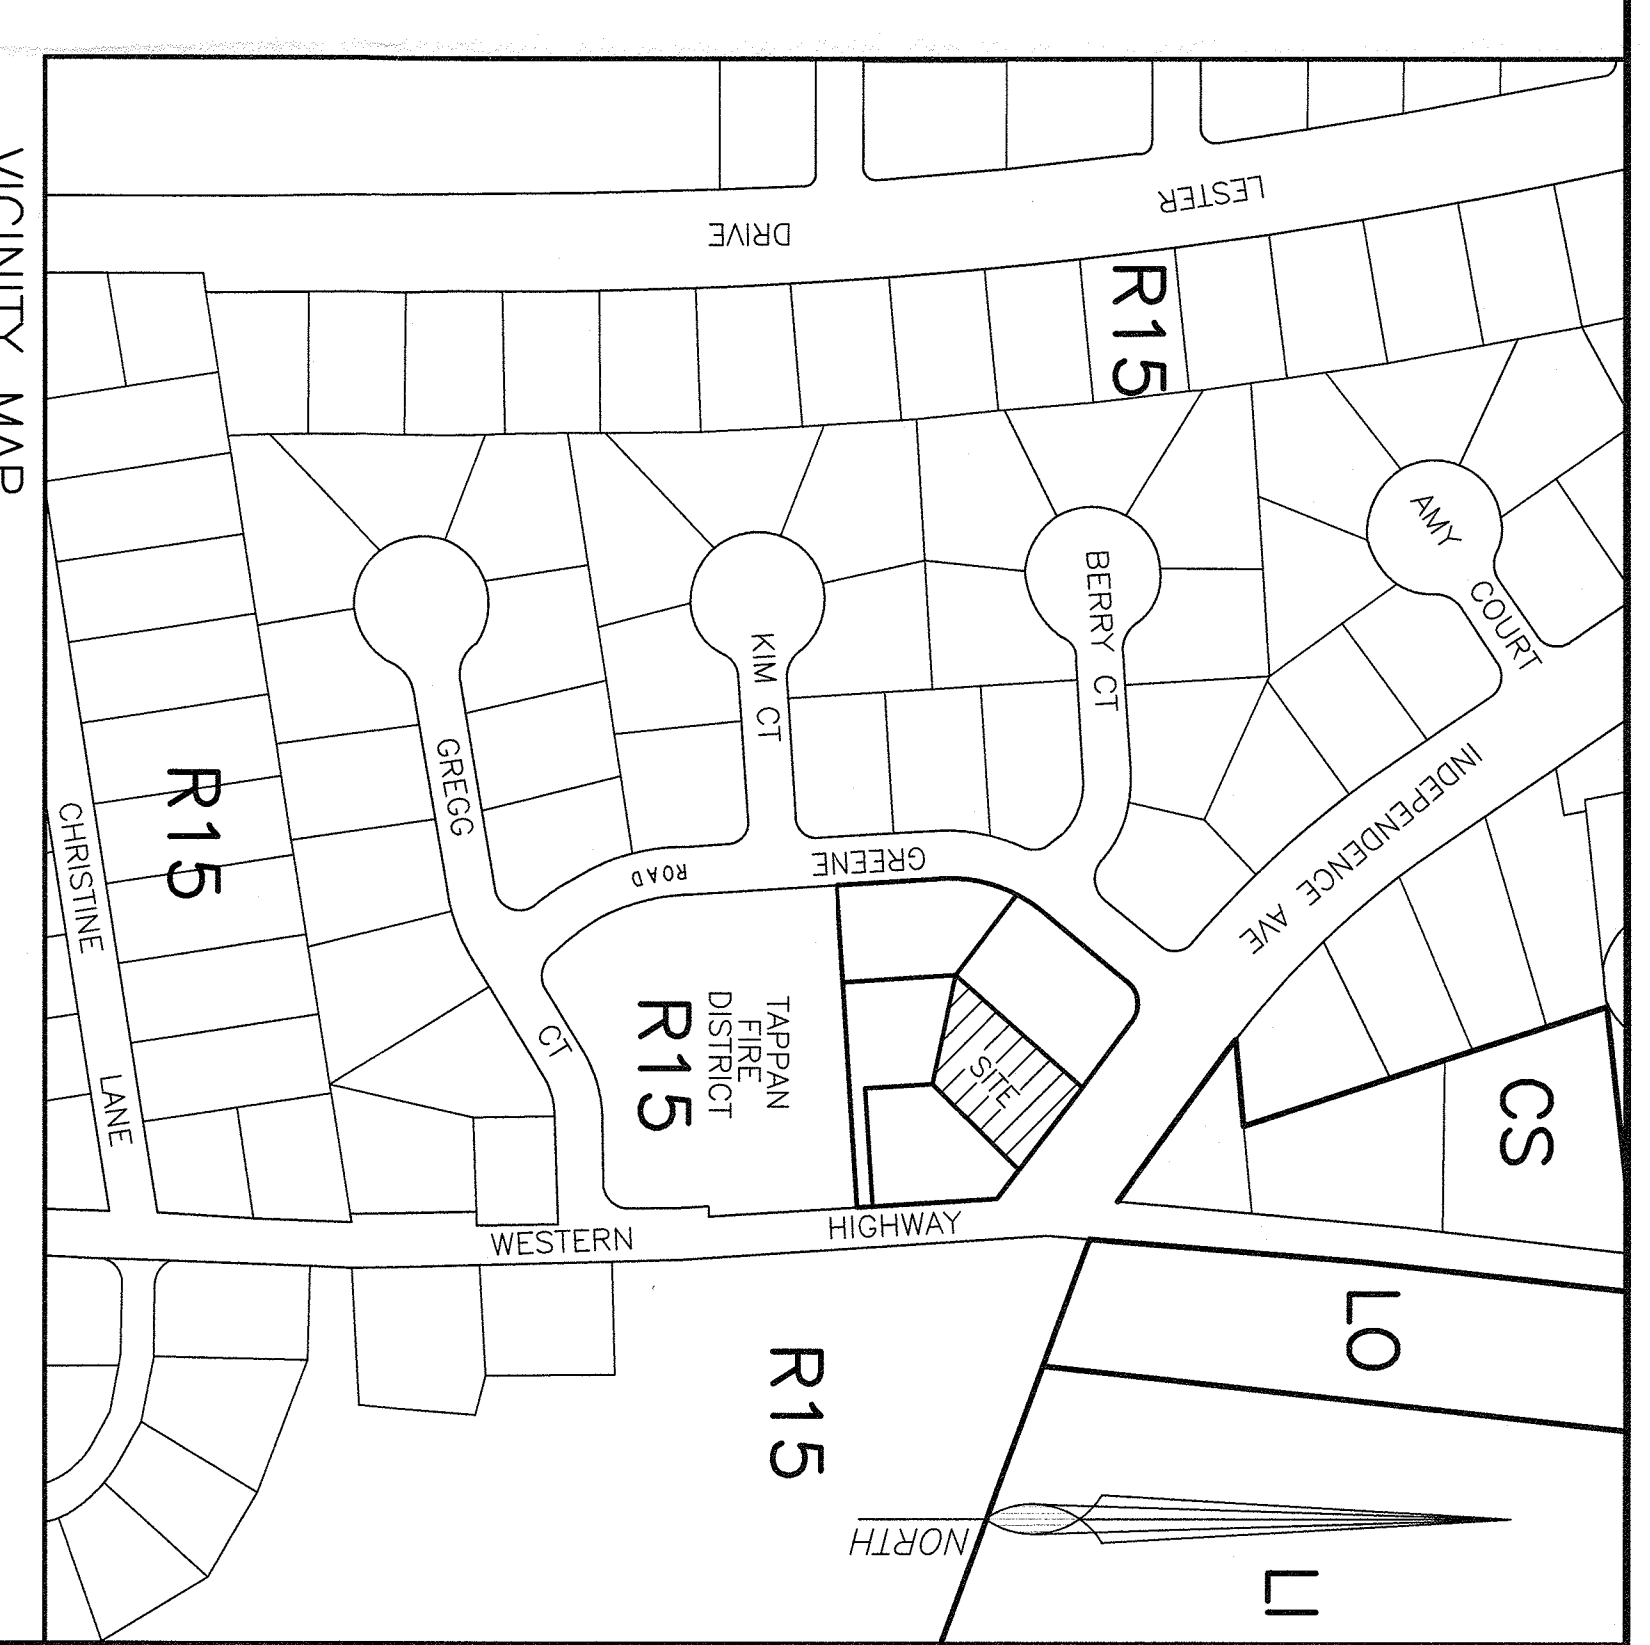 VICINITY MAP
LESTER
DRIVE
R15
AMY
COURT
BERRY CT
KIM CT
GREGG
CT
INDEPENDENCE AVE
GREENE
ROAD
R15
CHRISTINE
LANE
TAPPAN
FIRE
DISTRICT
R15
SITE
CS
WESTERN
HIGHWAY
LO
R15
NORTH
LI